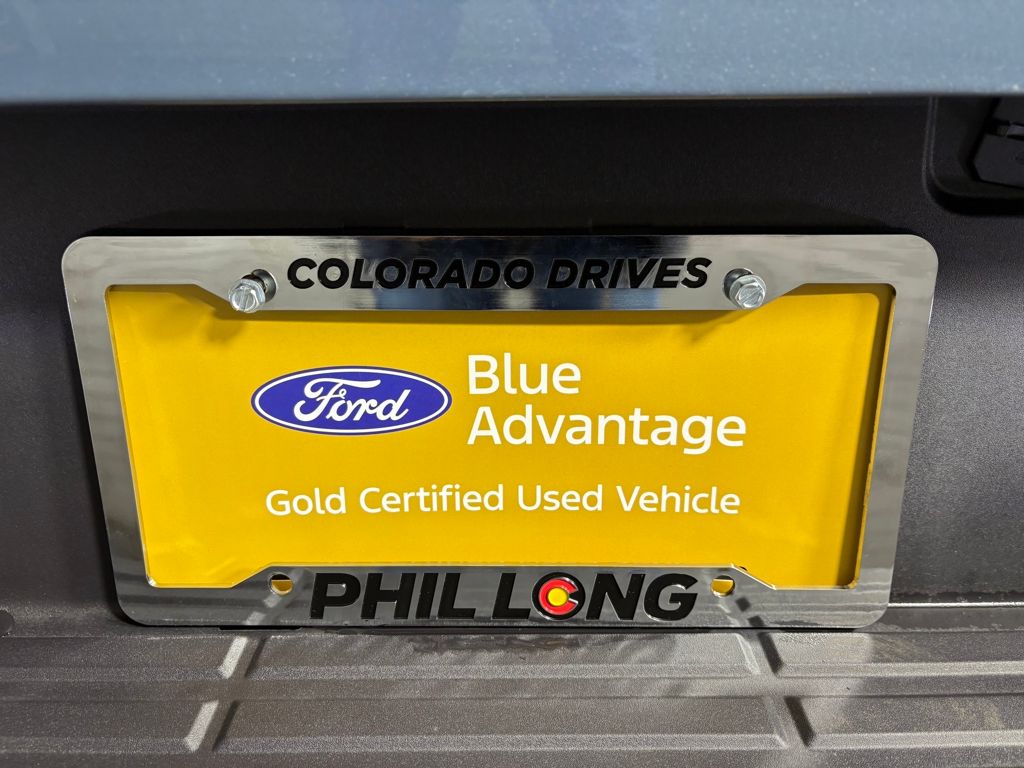 COLORADO DRIVES
Ford
Blue
Advantage
Gold Certified Used Vehicle
PHIL LONG